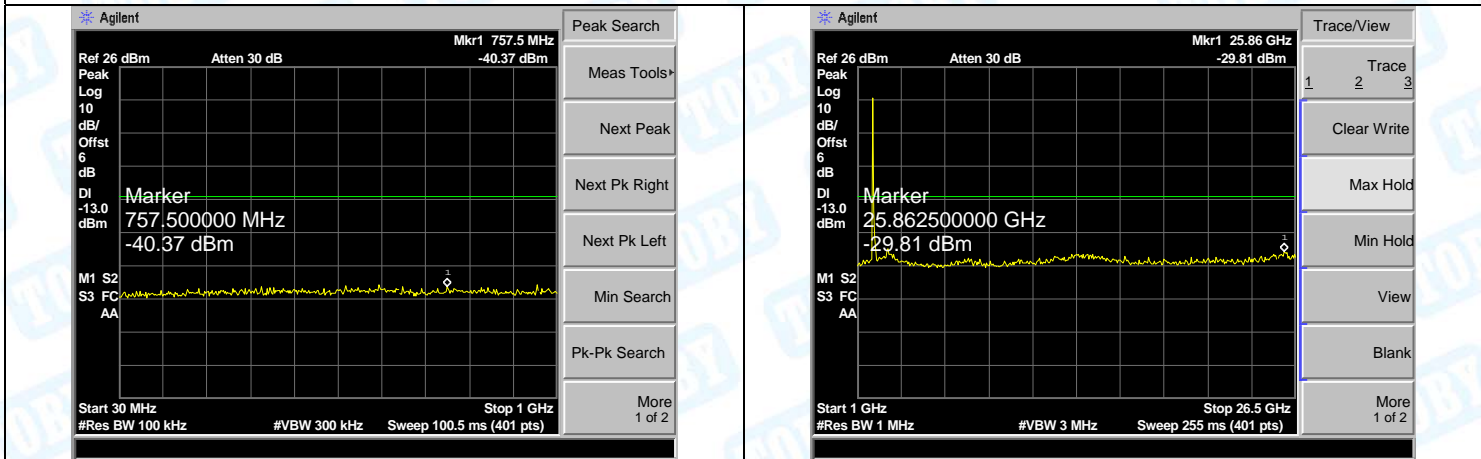 Agilent
Peak Search
Mkr1 757.5 MHz
Ref 26 dBm Atten 30 dB -40.37 dBm
Peak
Log
10
dB/
Offst
6
dB
DI
-13.0
dBm
Marker
757.500000 MHz
-40.37 dBm
1
M1 S2
S3 FC
AA
Start 30 MHz Stop 1 GHz
#Res BW 100 kHz #VBW 300 kHz Sweep 100.5 ms (401 pts)
Meas Tools
Next Peak
Next Pk Right
Next Pk Left
Min Search
Pk-Pk Search
More
1 of 2
Agilent
Trace/View
Mkr1 25.86 GHz
Ref 26 dBm Atten 30 dB -29.81 dBm
Peak
Log
10
dB/
Offst
6
dB
DI
-13.0
dBm
Marker
25.862500000 GHz
-29.81 dBm
1
M1 S2
S3 FC
AA
Start 1 GHz Stop 26.5 GHz
#Res BW 1 MHz #VBW 3 MHz Sweep 255 ms (401 pts)
Trace
1 2 3
Clear Write
Max Hold
Min Hold
View
Blank
More
1 of 2
TOBY